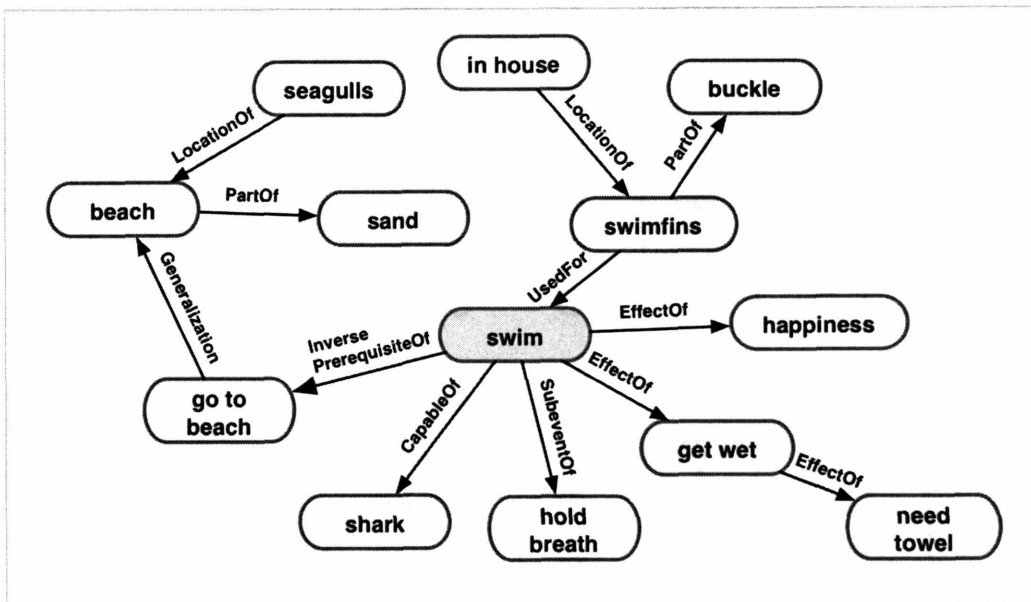 in house
buckle
seagulls
LocationOf
LocationOf
PartOf
beach
PartOf
sand
swimfins
Generalization
UsedFor
EffectOf
happiness
swim
Inverse
PrerequisiteOf
EffectOf
go to
beach
CapableOf
SubeventOf
get wet
EffectOf
shark
hold
breath
need
towel